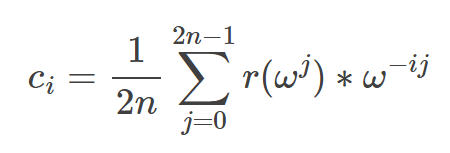 c_i = \frac{1}{2n} \sum_{j=0}^{2n-1} r(\omega^j) * \omega^{-ij}